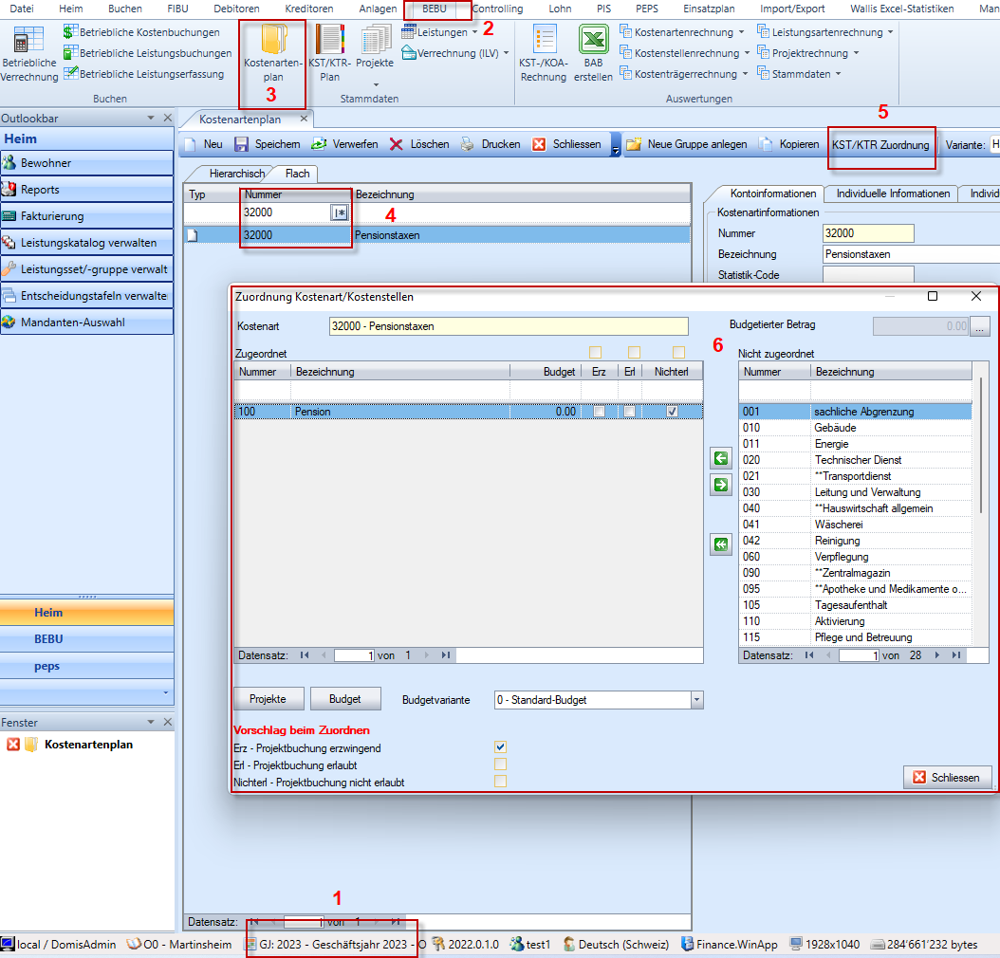 Datei Heim Buchen FIBU Debitoren Kreditoren Anlagen BEBU Controlling Lohn PIS PEPS Einsatzplan Import/Export Wallis Excel-Statistiken Man
2
Betriebliche Verrechnung
Betriebliche Kostenbuchungen
Betriebliche Leistungsbuchungen
Betriebliche Leistungserfassung
Buchen
Kostenarten-plan
3
KST/KTR-Plan
Projekte
Leistungen
Verrechnung (ILV)
Stammdaten
KST-/KOA-Rechnung
BAB erstellen
Kostenartenrechnung
Kostenstellenrechnung
Kostenträgerrechnung
Leistungsartenrechnung
Projektrechnung
Stammdaten
Auswertungen
5
Outlookbar
Heim
Bewohner
Reports
Fakturierung
Leistungskatalog verwalten
Leistungsset/-gruppe verwalt
Entscheidungstafeln verwalter
Mandanten-Auswahl
Heim
BEBU
peps
Fenster
Kostenartenplan
Kostenartenplan
Neu Speichern Verwerfen Löschen Drucken Schliessen Neue Gruppe anlegen Kopieren KST/KTR Zuordnung Variante: H
Hierarchisch Flach
Typ Nummer Bezeichnung
32000
4
32000 Pensionstaxen
Kontoinformationen Individuelle Informationen Individ
Kostenartinformationen
Nummer 32000
Bezeichnung Pensionstaxen
Statistik-Code
Zuordnung Kostenart/Kostenstellen
Kostenart 32000 - Pensionstaxen
Budgetierter Betrag 0.00 ...
6
Zugeordnet
Nummer Bezeichnung Budget Erz Erl Nichterl
100 Pension 0.00
Datensatz: 1 von 1
Nicht zugeordnet
Nummer Bezeichnung
001 sachliche Abgrenzung
010 Gebäude
011 Energie
020 Technischer Dienst
021 **Transportdienst
030 Leitung und Verwaltung
040 **Hauswirtschaft allgemein
041 Wäscherei
042 Reinigung
060 Verpflegung
090 **Zentralmagazin
095 **Apotheke und Medikamente o...
105 Tagesaufenthalt
110 Aktivierung
115 Pflege und Betreuung
Datensatz: 1 von 28
Projekte Budget Budgetvariante 0 - Standard-Budget
Vorschlag beim Zuordnen
Erz - Projektbuchung erzwingend
Erl - Projektbuchung erlaubt
Nichterl - Projektbuchung nicht erlaubt
Schliessen
1
Datensatz: 1 von 1
local / DomisAdmin O0 - Martinsheim GJ: 2023 - Geschäftsjahr 2023 - O 2022.0.1.0 test1 Deutsch (Schweiz) Finance.WinApp 1928x1040 284'661'232 bytes